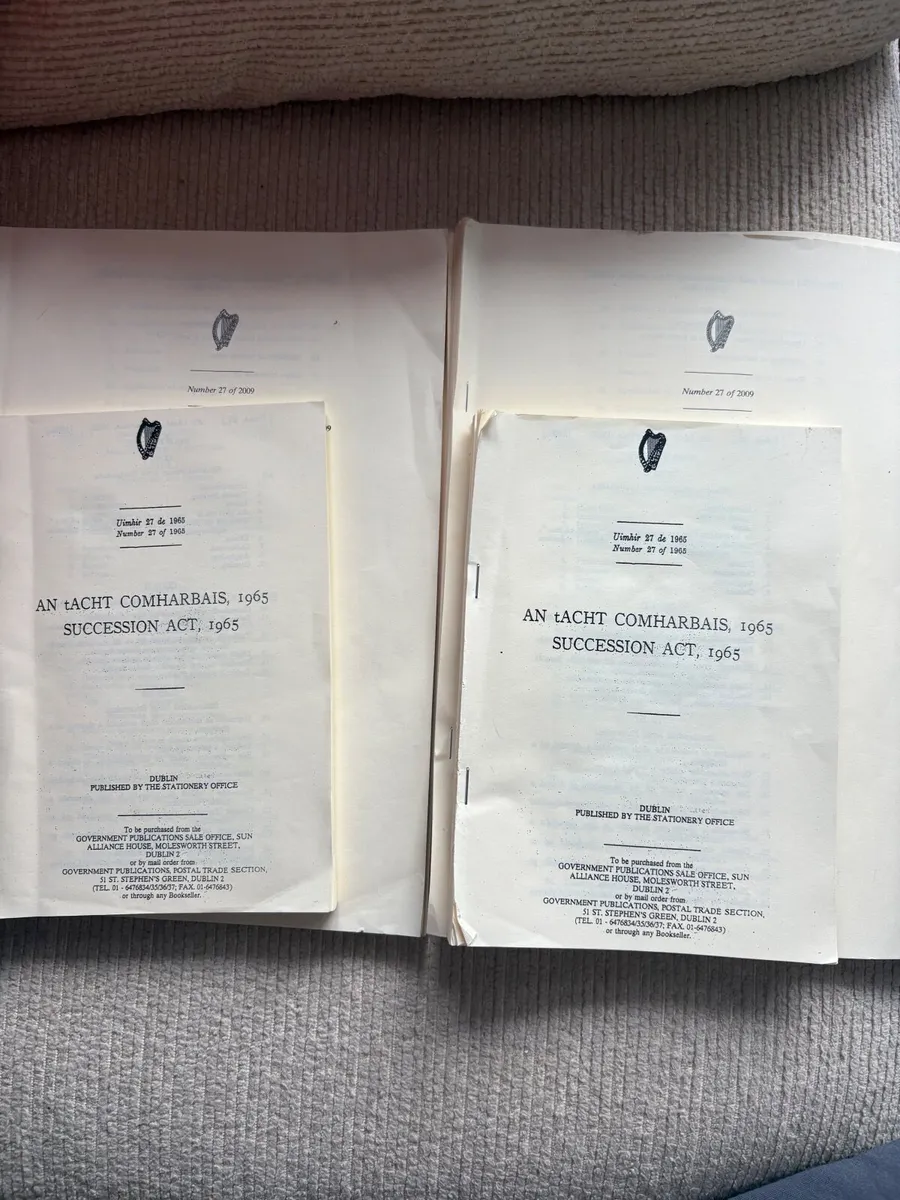 Number 27 of 2009
Uimhir 27 de 1965
Number 27 of 1965
AN tACHT COMHARBAIS, 1965
SUCCESSION ACT, 1965
DUBLIN
PUBLISHED BY THE STATIONERY OFFICE
To be purchased from the
GOVERNMENT PUBLICATIONS SALE OFFICE, SUN
ALLIANCE HOUSE, MOLESWORTH STREET,
DUBLIN 2
or by mail order from
GOVERNMENT PUBLICATIONS, POSTAL TRADE SECTION,
51 ST. STEPHEN'S GREEN, DUBLIN 2
(TEL. 01 - 6476834/35/36/37; FAX. 01-6476843)
or through any Bookseller.
Number 27 of 2009
Uimhir 27 de 1965
Number 27 of 1965
AN tACHT COMHARBAIS, 1965
SUCCESSION ACT, 1965
DUBLIN
PUBLISHED BY THE STATIONERY OFFICE
To be purchased from the
GOVERNMENT PUBLICATIONS SALE OFFICE, SUN
ALLIANCE HOUSE, MOLESWORTH STREET,
DUBLIN 2
or by mail order from
GOVERNMENT PUBLICATIONS, POSTAL TRADE SECTION,
51 ST. STEPHEN'S GREEN, DUBLIN 2
(TEL. 01 - 6476834/35/36/37; FAX. 01-6476843)
or through any Bookseller.